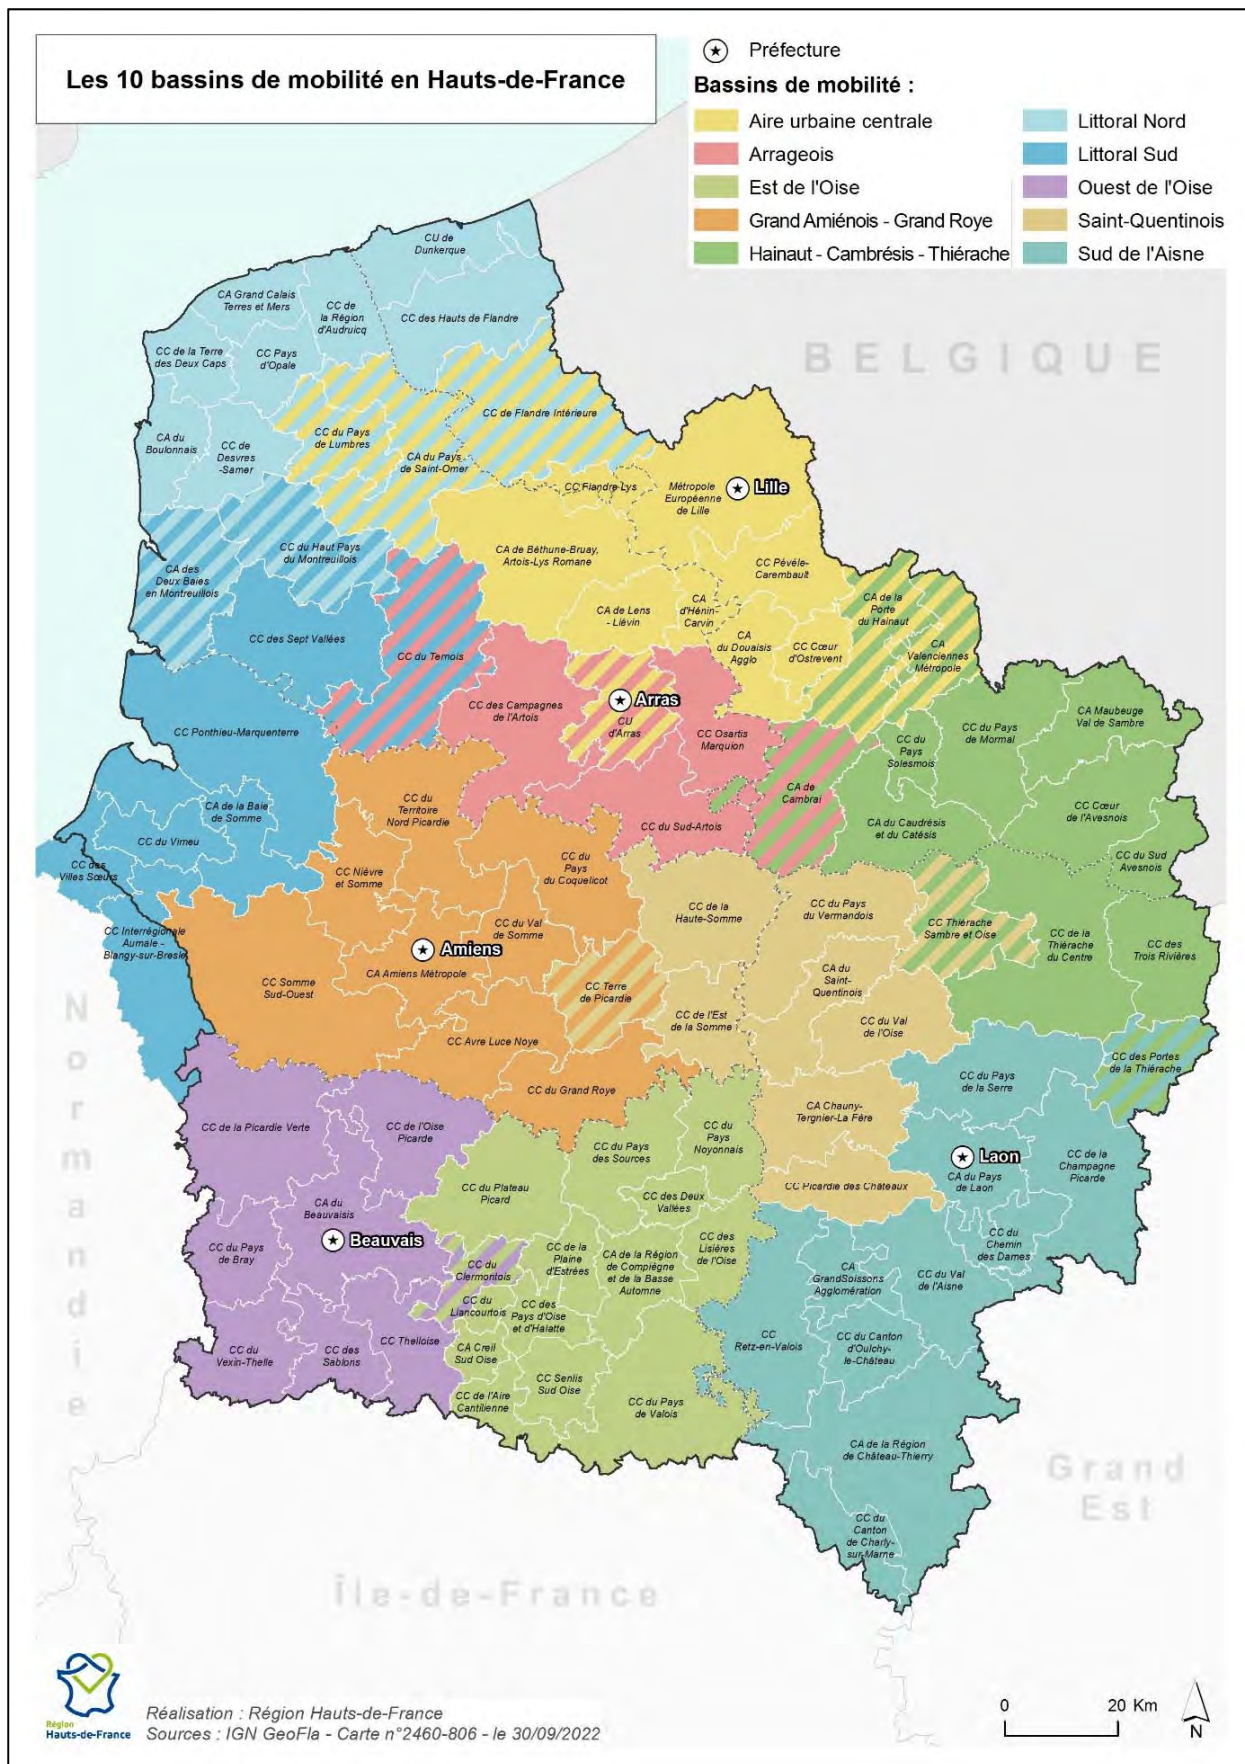 Les 10 bassins de mobilité en Hauts-de-France
Préfecture
Bassins de mobilité :
Aire urbaine centrale
Arrageois
Est de l'Oise
Grand Amiénois - Grand Roye
Hainaut - Cambrésis - Thiérache
Littoral Nord
Littoral Sud
Ouest de l'Oise
Saint-Quentinois
Sud de l'Aisne
BELGIQUE
CU de
Dunkerque
CA Grand Calais
Terres et Mers
CC de
la Région
d'Audruicq
CC des Hauts de Flandre
CC de la Terre
des Deux Caps
CC Pays
d'Opale
CC de Flandre Intérieure
CC du Pays
de Lumbres
CA du
Boulonnais
CC de
Desvres
-Samer
CA du Pays
de Saint-Omer
CC Flandre Lys
Métropole
Européenne
de Lille
Lille
CC du Haut Pays
du Montreuillois
CA de Béthune-Bruay,
Artois-Lys Romane
CA des
Deux Baies
en Montreuillois
CC Pévèle-
Carembault
CA de Lens
- Liévin
CA
d'Hénin-
Carvin
CA de la
Porte
du Hainaut
CC des Sept Vallées
CC du Ternois
CA
du Douaisis
Agglo
CC Cœur
d'Ostrevent
CA
Valenciennes
Métropole
CC des Campagnes
de l'Artois
Arras
CU
d'Arras
CC Osartis
Marquion
CC Ponthieu-Marquenterre
CC du
Pays
Solesmois
CC du Pays
de Mormal
CA Maubeuge
Val de Sambre
CC du
Territoire
Nord Picardie
CA de
Cambrai
CA de la Baie
de Somme
CC du Vimeu
CC du Sud-Artois
CA du Caudrésis
et du Catésis
CC Cœur
de l'Avesnois
CC des
Villes Sœurs
CC Nièvre
et Somme
CC du
Pays
du Coquelicot
CC du Sud
Avesnois
CC de la
Haute-Somme
CC du Pays
du Vermandois
CC Interrégionale
Aumale -
Blangy-sur-Bresle
CC du Val
de Somme
CC Thiérache
Sambre et Oise
CC de la
Thiérache
du Centre
CC des
Trois Rivières
Amiens
CA Amiens Métropole
CC Somme
Sud-Ouest
CC Terre
de Picardie
CA du
Saint-
Quentinois
CC de l'Est
de la Somme
CC du Val
de l'Oise
CC Avre Luce Noye
CC des Portes
de la Thiérache
CC du Grand Roye
CC du Pays
de la Serre
CA Chauny-
Tergnier-La Fère
CC de la Picardie Verte
CC de l'Oise
Picarde
CC du
Pays
Noyonnais
CC du Pays
des Sources
Laon
CA du Pays
de Laon
CC de la
Champagne
Picarde
CC du Plateau
Picard
CC Picardie des Châteaux
CC des Deux
Vallées
CA du
Beauvaisis
Beauvais
CC du Pays
de Bray
CC du
Chemin
des Dames
CC des
Lisières
de l'Oise
CC de la
Plaine
d'Estrées
CA de la Région
de Compiègne
et de la Basse
Automne
CC du
Clermontois
CA
GrandSoissons
Agglomération
CC du Val
de l'Aisne
CC du
Liancourtois
CC des
Pays d'Oise
et d'Halatte
CC
Retz-en-Valois
CC du Canton
d'Oulchy-
le-Château
CC Thelloise
CC du
Vexin-Thelle
CC des
Sablons
CA Creil
Sud Oise
CC Senlis
Sud Oise
CC de l'Aire
Cantilienne
CC du Pays
de Valois
CA de la Région
de Château-Thierry
CC du
Canton
de Charly-
sur-Marne
Normandie
Grand
Est
Île-de-France
Région
Hauts-de-France
Réalisation : Région Hauts-de-France
Sources : IGN GeoFla - Carte n°2460-806 - le 30/09/2022
0 20 Km
N